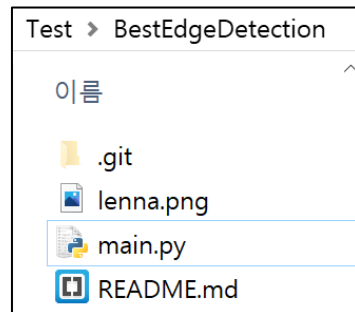 Test > BestEdgeDetection
이름
.git
lenna.png
main.py
README.md